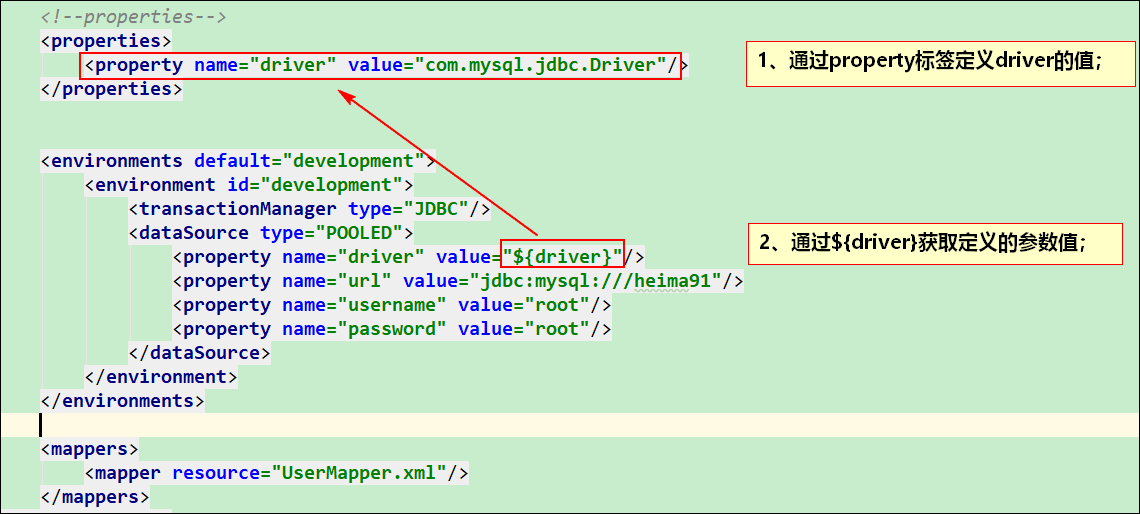 <!--properties-->
<properties>
<property name="driver" value="com.mysql.jdbc.Driver"/>
</properties>
1、通过property标签定义driver的值;
<environments default="development">
<environment id="development">
<transactionManager type="JDBC"/>
<dataSource type="POOLED">
<property name="driver" value="${driver}"/>
<property name="url" value="jdbc:mysql:///heima91"/>
<property name="username" value="root"/>
<property name="password" value="root"/>
</dataSource>
</environment>
</environments>
2、通过${driver}获取定义的参数值;
<mappers>
<mapper resource="UserMapper.xml"/>
</mappers>